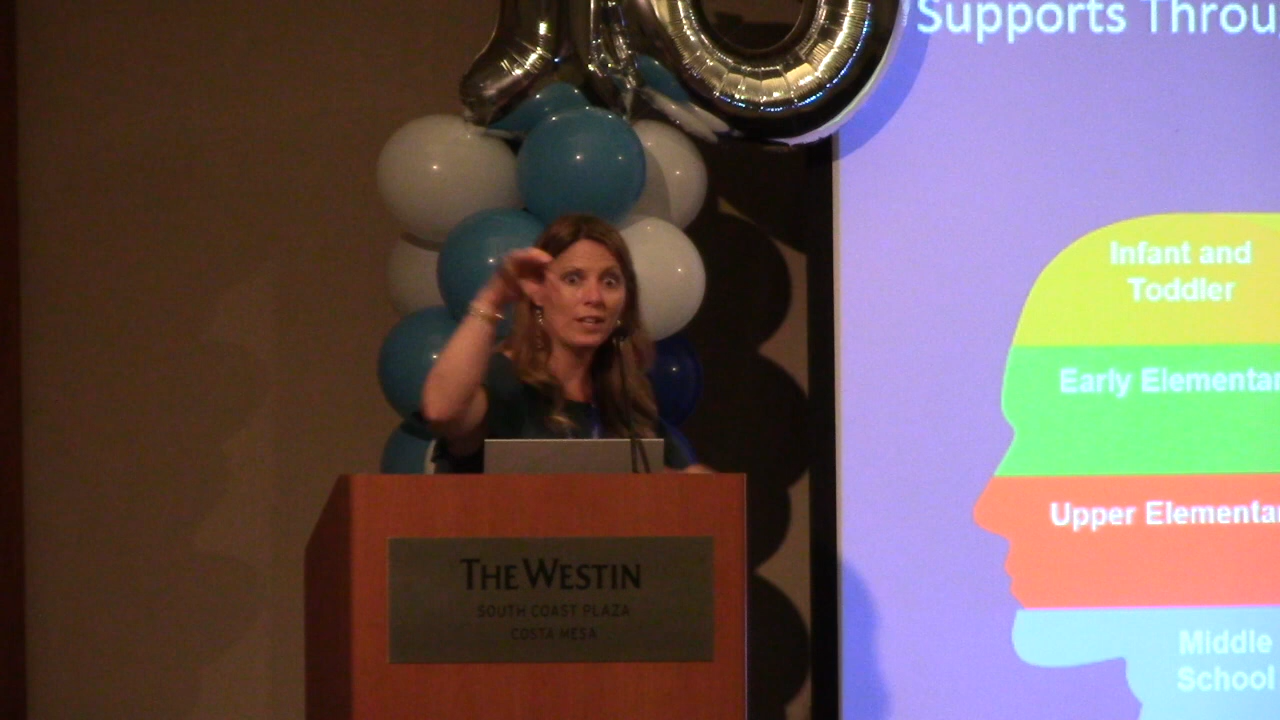 Supports Throu
Infant and
Toddler
Early Elementar
Upper Elementar
Middle
School
THE WESTIN
SOUTH COAST PLAZA
COSTA MESA